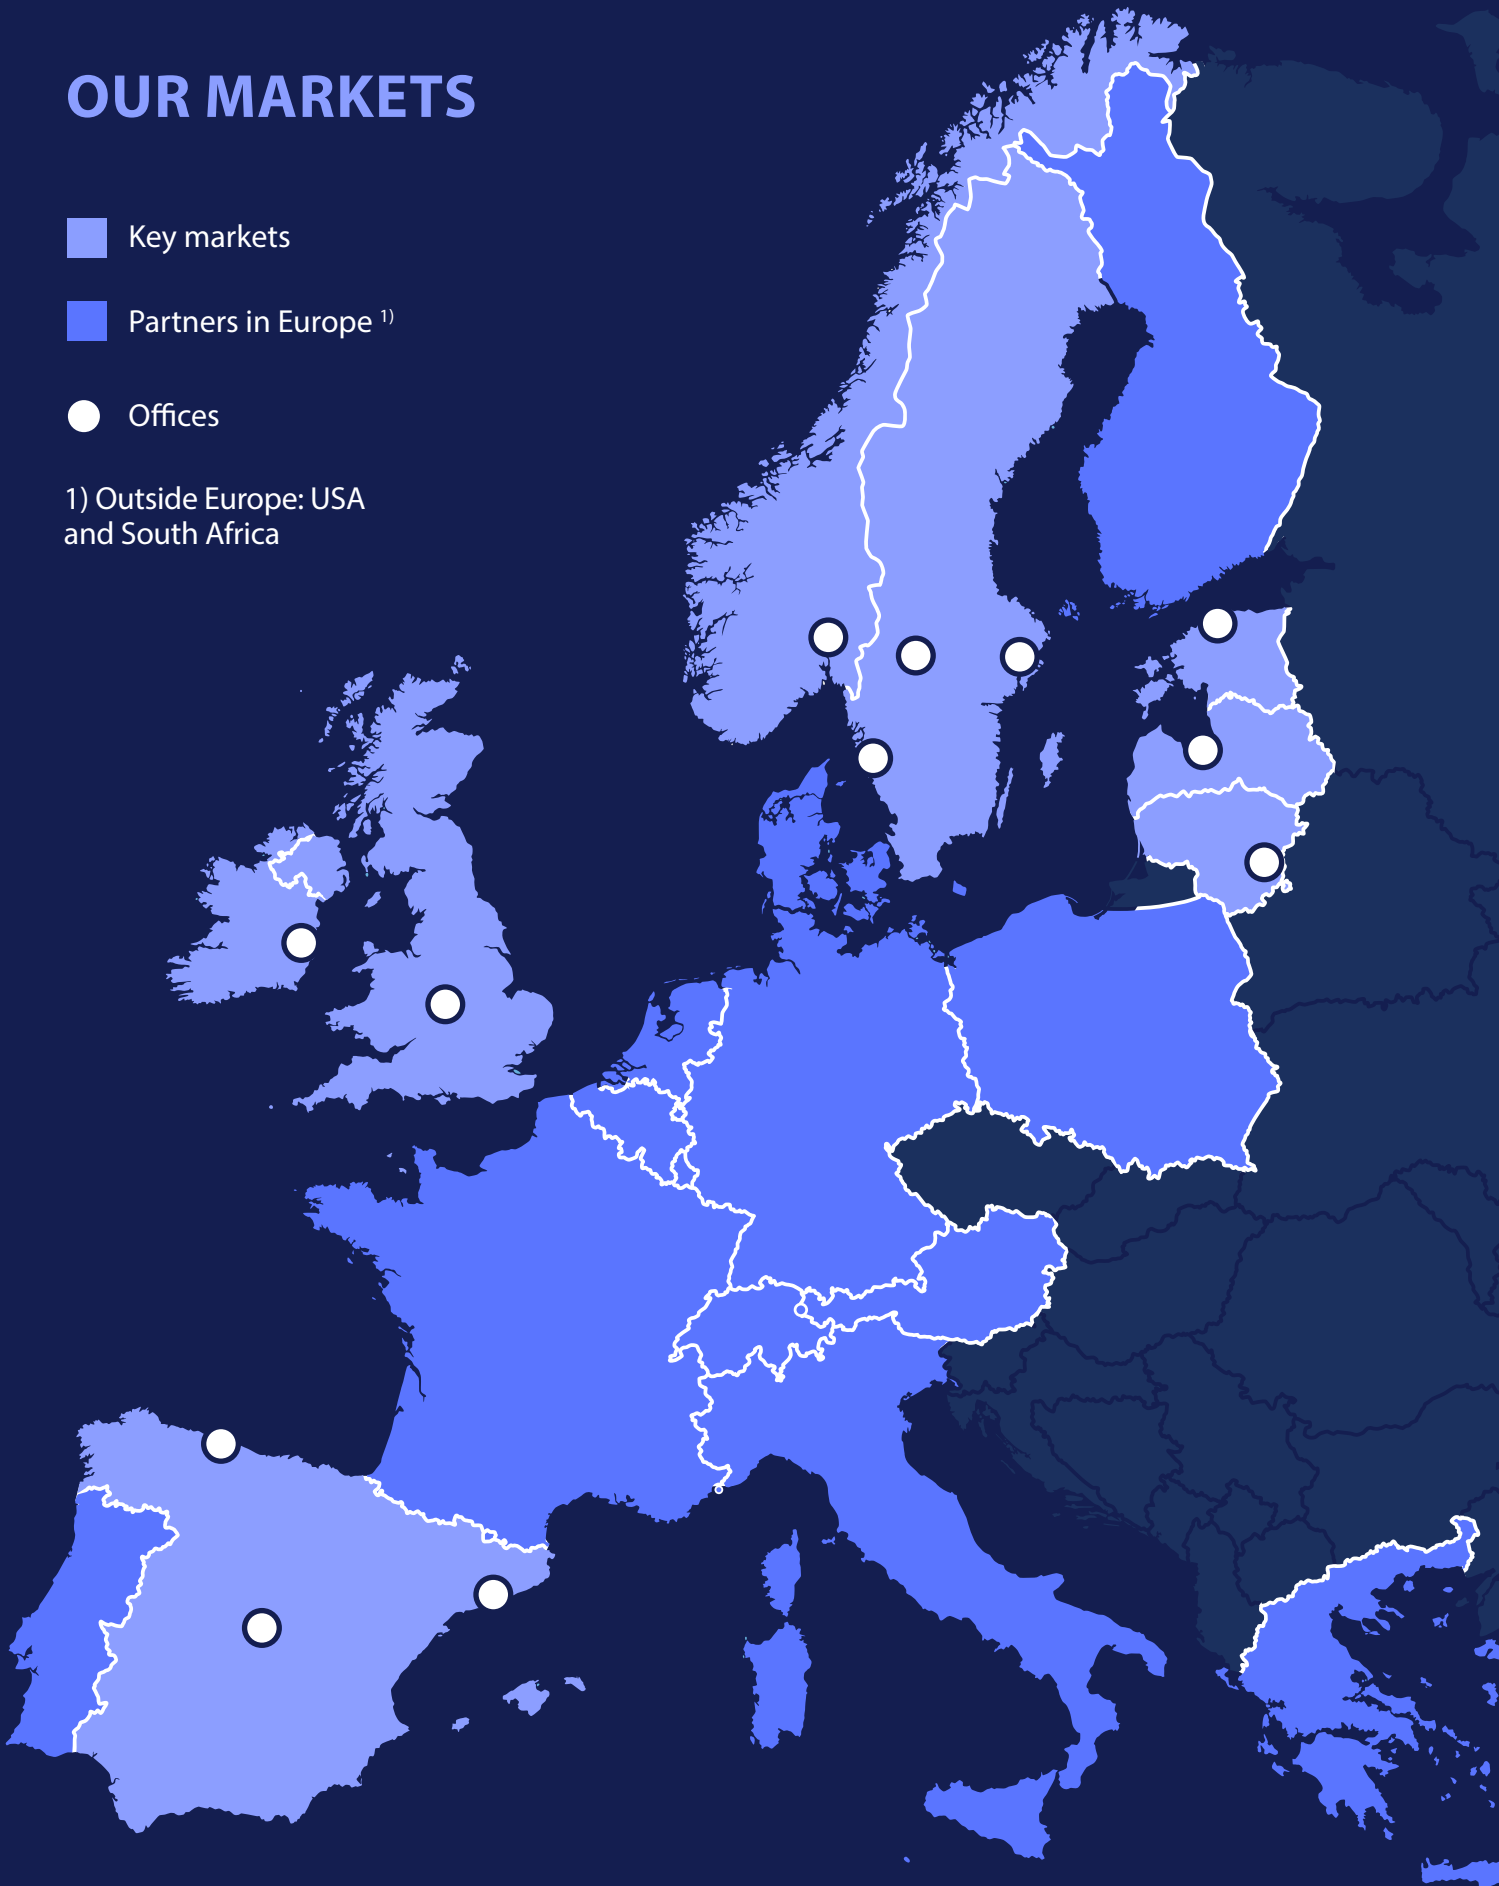 OUR MARKETS
Key markets
Partners in Europe 1)
Offices
1) Outside Europe: USA
and South Africa